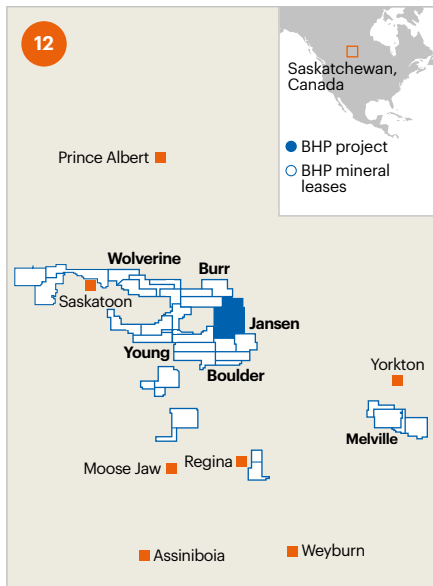 12
Saskatchewan,
Canada
BHP project
BHP mineral
leases
Prince Albert
Wolverine
Burr
Saskatoon
Jansen
Young
Boulder
Yorkton
Melville
Moose Jaw
Regina
Assiniboia
Weyburn